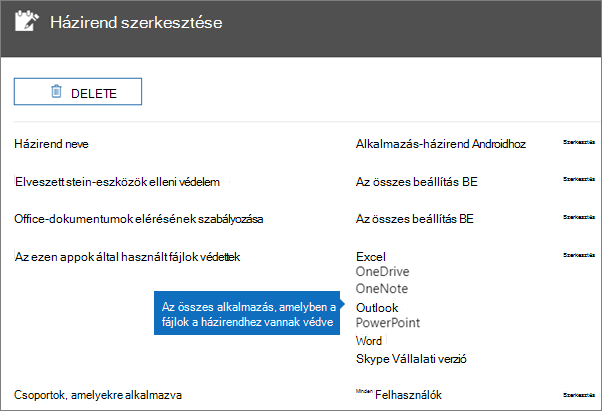 Házirend szerkesztése
DELETE
Házirend neve Alkalmazás-házirend Androidhoz Szerkesztés
Elveszett stein-eszközök elleni védelem Az összes beállítás BE Szerkesztés
Office-dokumentumok elérésének szabályozása Az összes beállítás BE Szerkesztés
Az ezen appok által használt fájlok védettek Excel Szerkesztés
OneDrive
OneNote
Az összes alkalmazás, amelyben a Outlook
fájlok a házirendhez vannak védve PowerPoint
Word
Skype Vállalati verzió
Csoportok, amelyekre alkalmazva Minden Felhasználók Szerkesztés